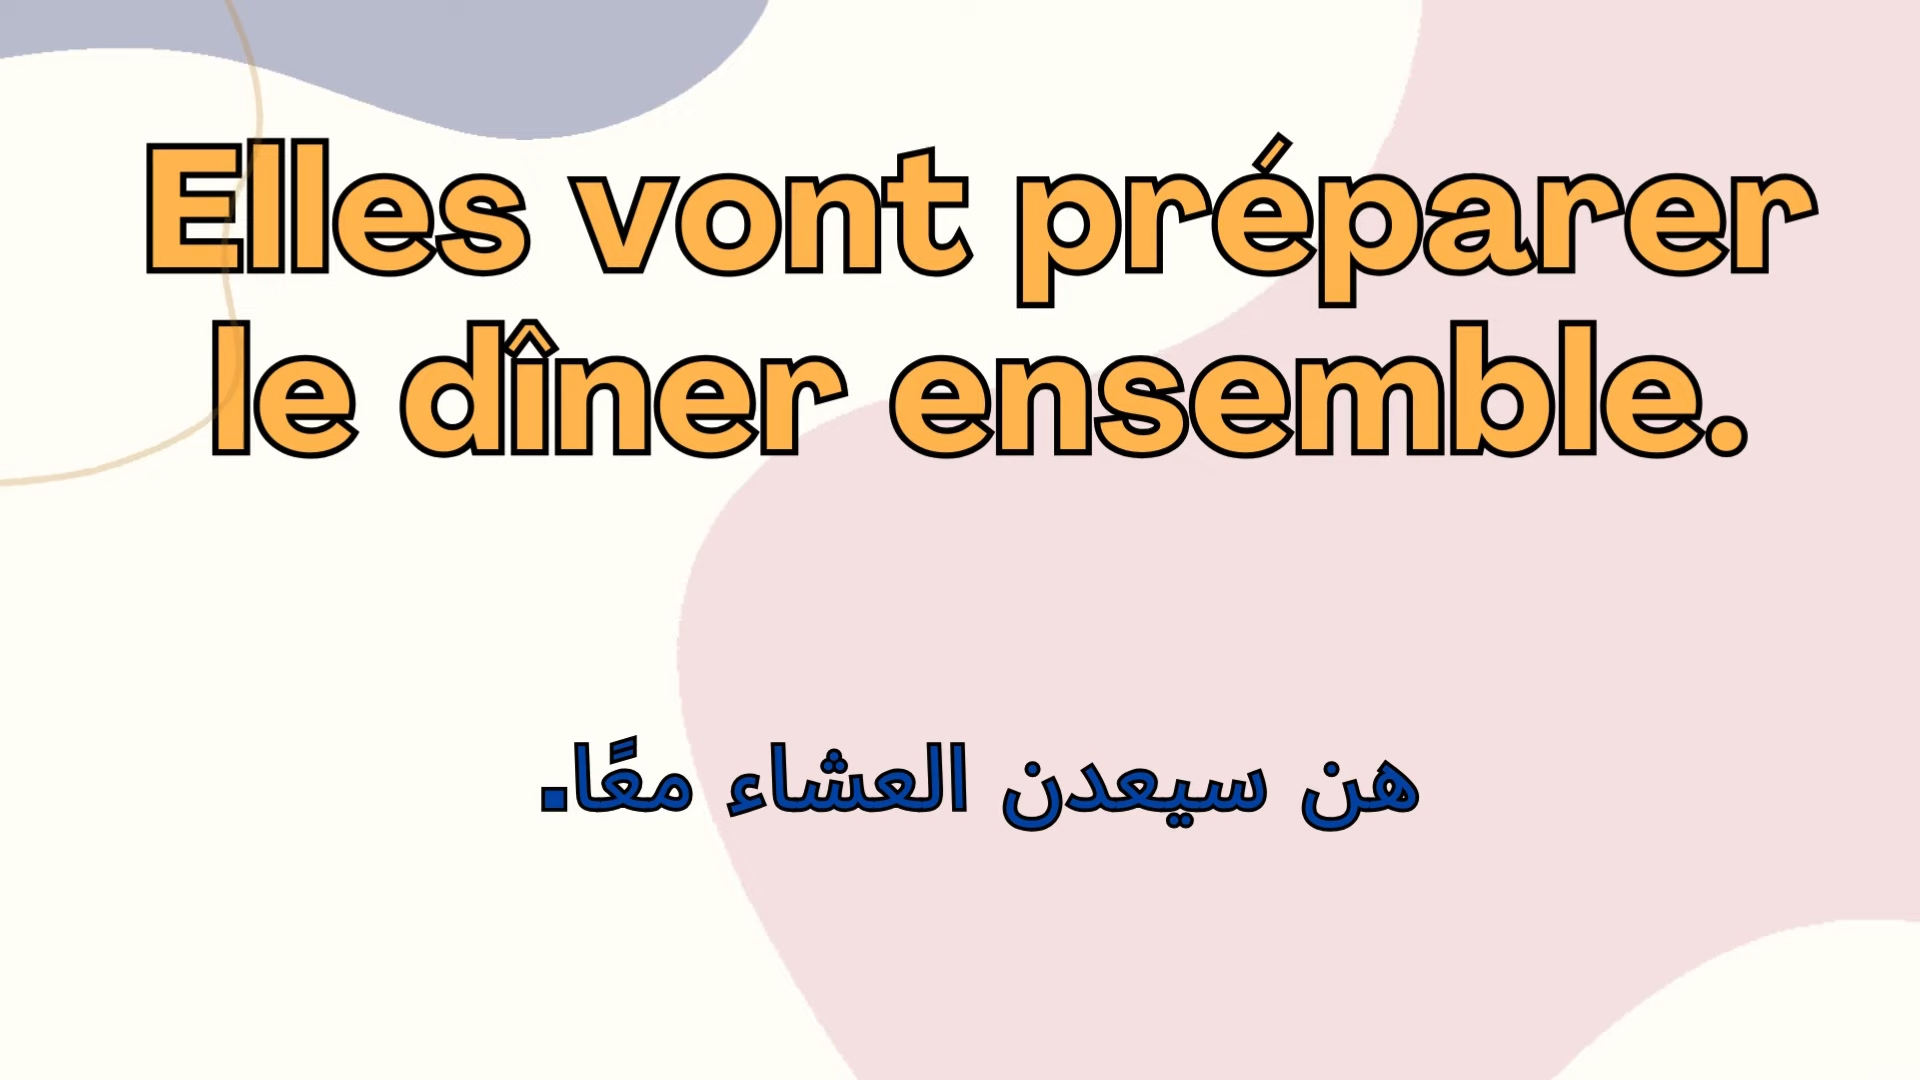 Elles vont préparer
le dîner ensemble.
هن سيعدن العشاء معًا.